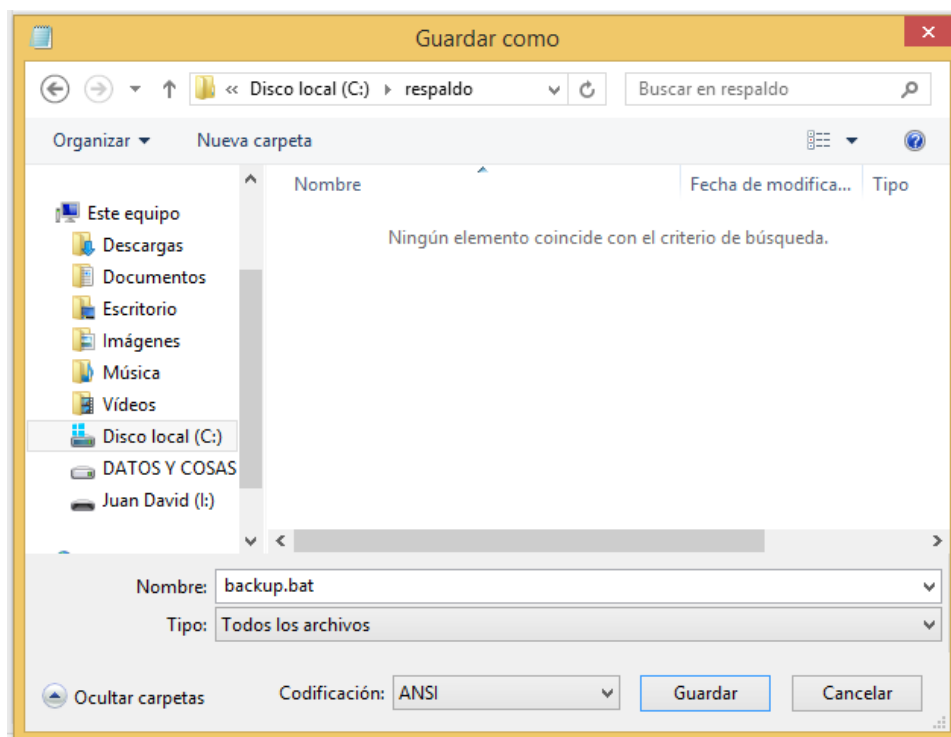 Guardar como
« Disco local (C:) respaldo
Buscar en respaldo
Organizar
Nueva carpeta
Nombre
Fecha de modifica...
Tipo
Ningún elemento coincide con el criterio de búsqueda.
Este equipo
Descargas
Documentos
Escritorio
Imágenes
Música
Vídeos
Disco local (C:)
DATOS Y COSAS
Juan David (I:)
Nombre: backup.bat
Tipo: Todos los archivos
Ocultar carpetas
Codificación: ANSI
Guardar
Cancelar